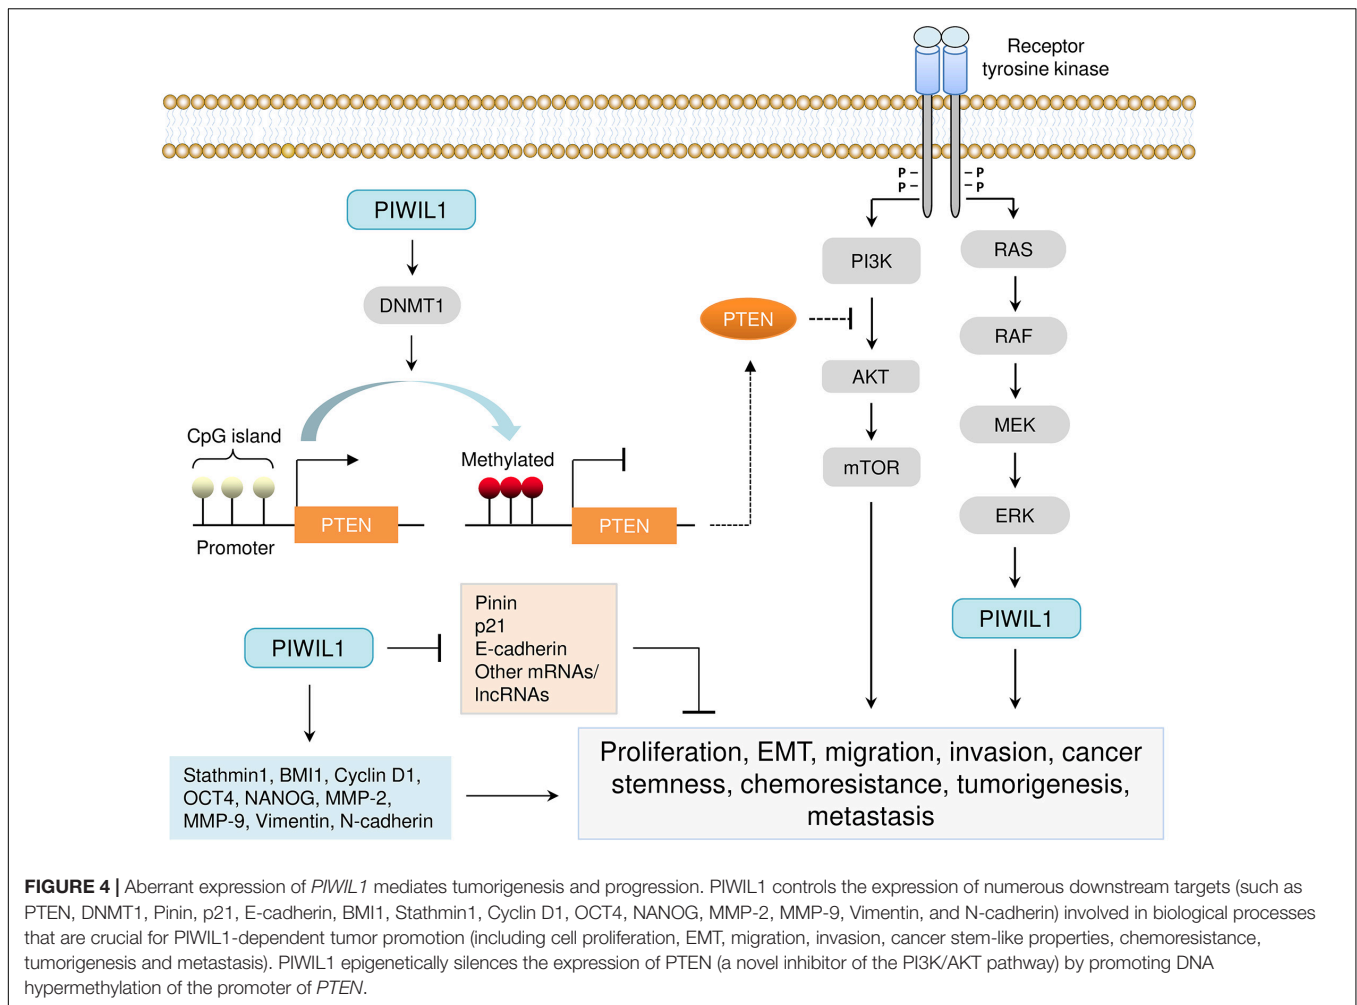 Receptor
tyrosine kinase
P
P
P
P
PIWIL1
DNMT1
CpG island
PTEN
Promoter
Methylated
PTEN
PTEN
PI3K
AKT
mTOR
RAS
RAF
MEK
ERK
PIWIL1
PIWIL1
Pinin
p21
E-cadherin
Other mRNAs/
lncRNAs
Stathmin1, BMI1, Cyclin D1,
OCT4, NANOG, MMP-2,
MMP-9, Vimentin, N-cadherin
Proliferation, EMT, migration, invasion, cancer
stemness, chemoresistance, tumorigenesis,
metastasis
FIGURE 4 | Aberrant expression of PIWIL1 mediates tumorigenesis and progression. PIWIL1 controls the expression of numerous downstream targets (such as
PTEN, DNMT1, Pinin, p21, E-cadherin, BMI1, Stathmin1, Cyclin D1, OCT4, NANOG, MMP-2, MMP-9, Vimentin, and N-cadherin) involved in biological processes
that are crucial for PIWIL1-dependent tumor promotion (including cell proliferation, EMT, migration, invasion, cancer stem-like properties, chemoresistance,
tumorigenesis and metastasis). PIWIL1 epigenetically silences the expression of PTEN (a novel inhibitor of the PI3K/AKT pathway) by promoting DNA
hypermethylation of the promoter of PTEN.